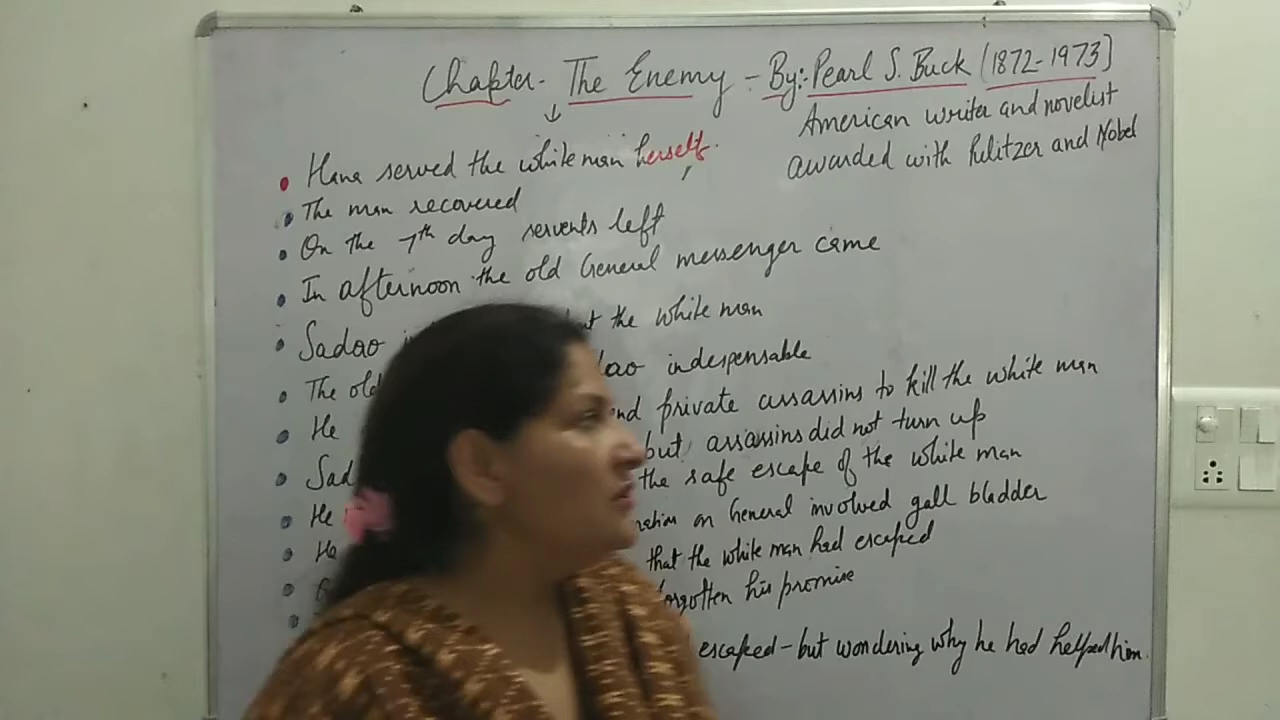 Chapter- The Enemy - By:- Pearl S. Buck (1872-1973)
↓
American writer and novelist
awarded with Pulitzer and Nobel
• Hana served the white man herself.
• The man recovered
• On the 7th day servents left
• In afternoon the old General messenger came
• Sadao the white man
• The old indespensable
• He private assassins to kill the white man
• Sad but assassins did not turn up
• He the safe escape of the white man
• He on General involved gall bladder
• that the white man had escaped
• forgotten his promise
escaped - but wondering why he had helped him.